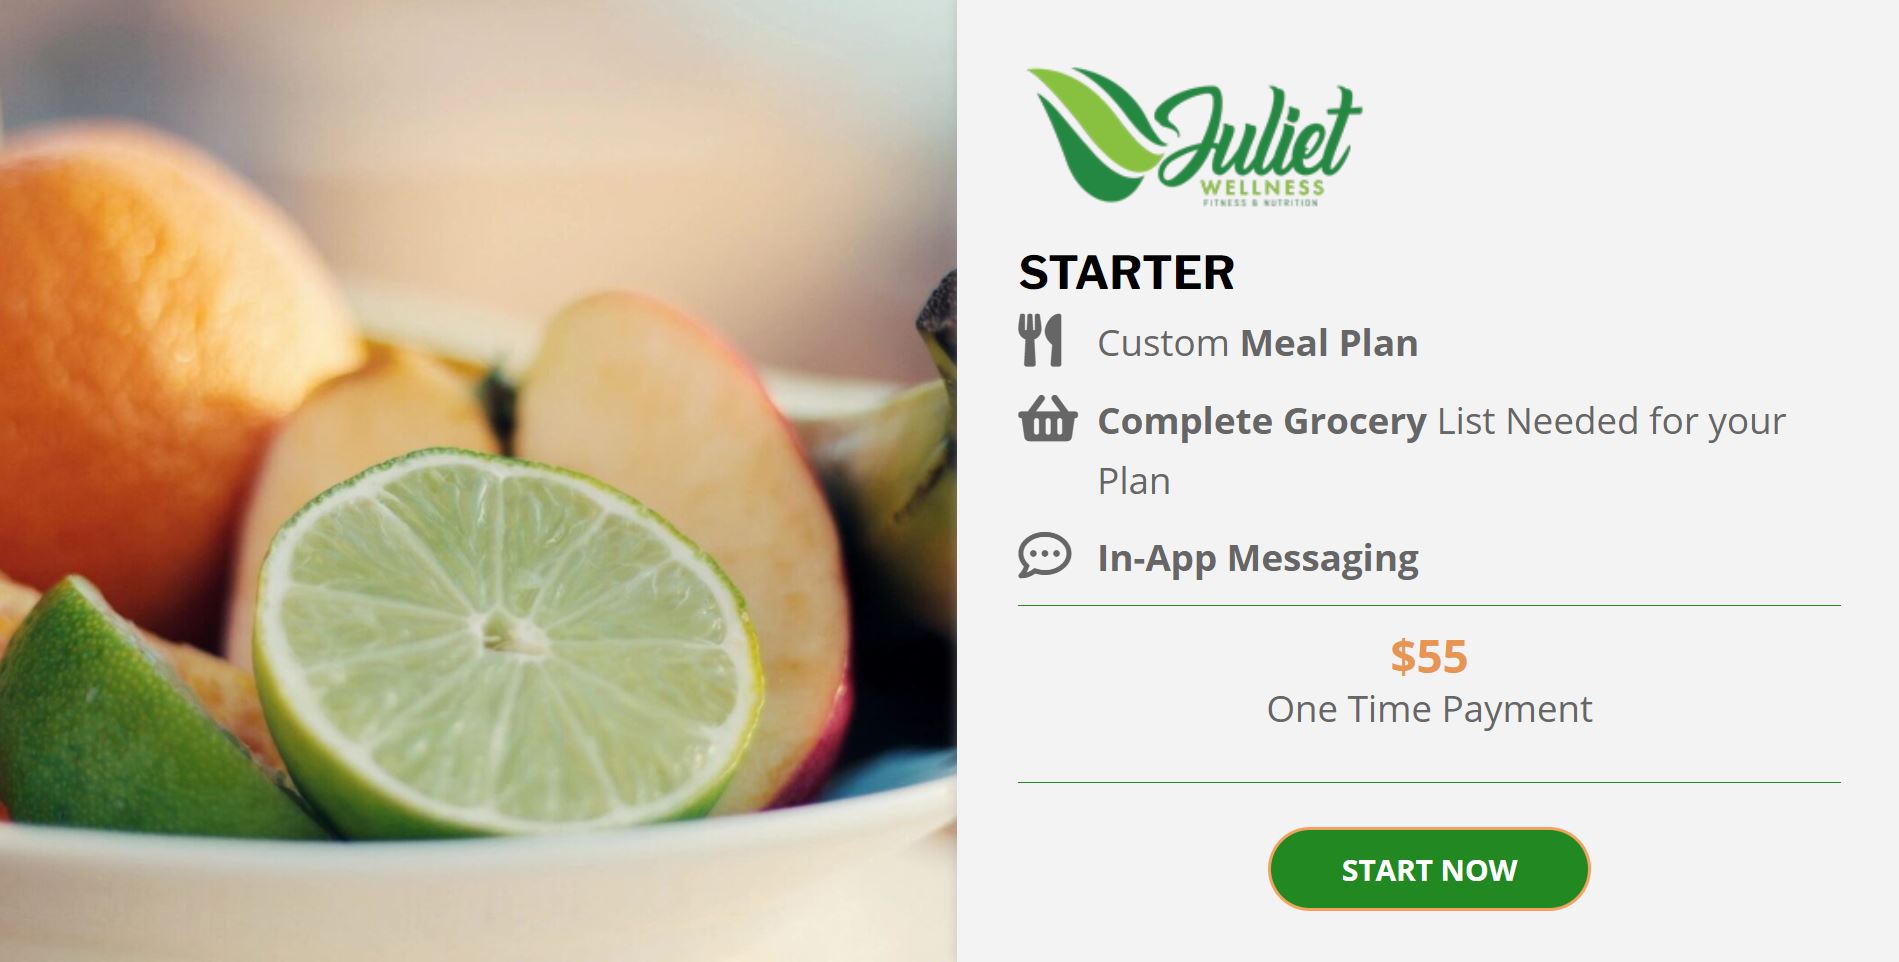 Juliet
WELLNESS
FITNESS & NUTRITION
STARTER
Custom Meal Plan
Complete Grocery List Needed for your
Plan
In-App Messaging
$55
One Time Payment
START NOW